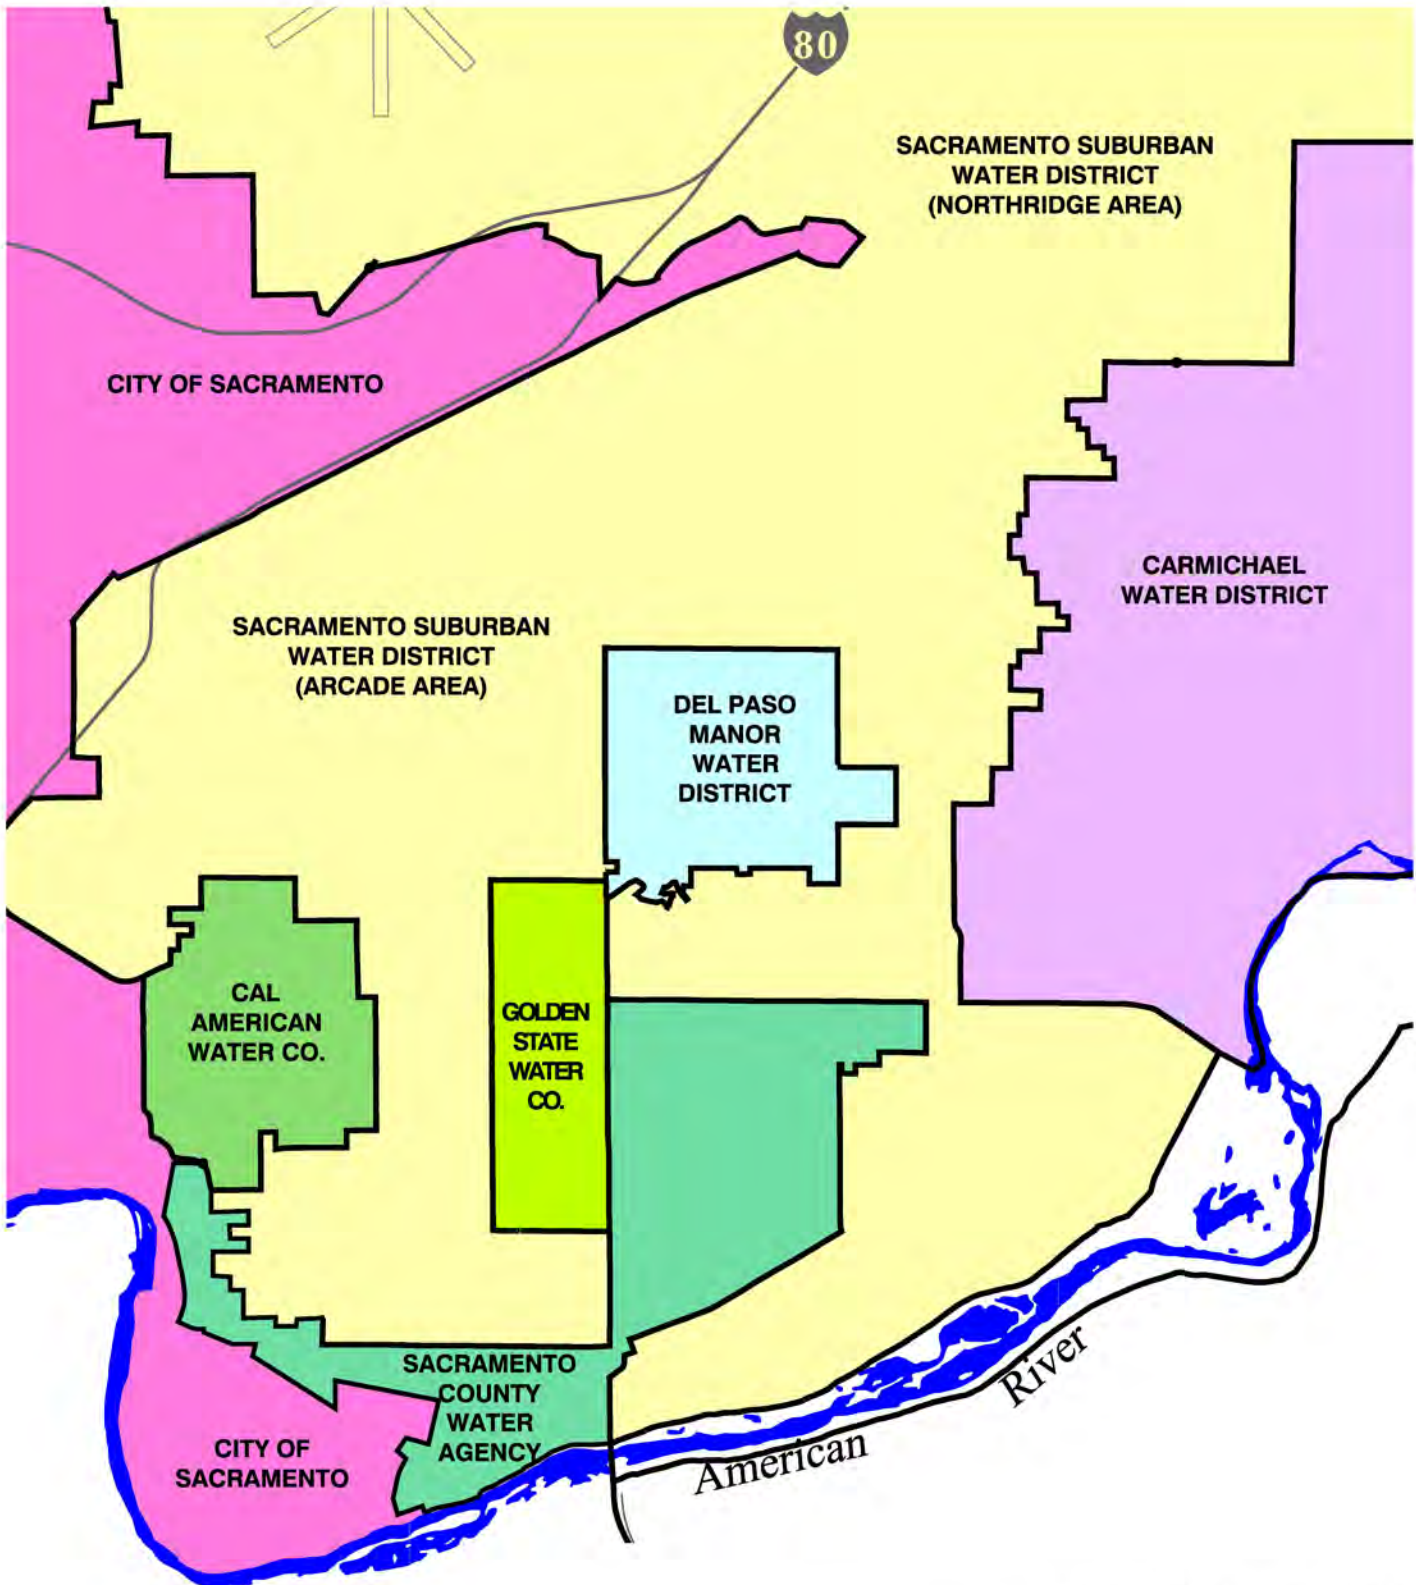 80
SACRAMENTO SUBURBAN
WATER DISTRICT
(NORTHRIDGE AREA)
CITY OF SACRAMENTO
CARMICHAEL
WATER DISTRICT
SACRAMENTO SUBURBAN
WATER DISTRICT
(ARCADE AREA)
DEL PASO
MANOR
WATER
DISTRICT
CAL
AMERICAN
WATER CO.
GOLDEN
STATE
WATER
CO.
SACRAMENTO
COUNTY
WATER
AGENCY
CITY OF
SACRAMENTO
American
River